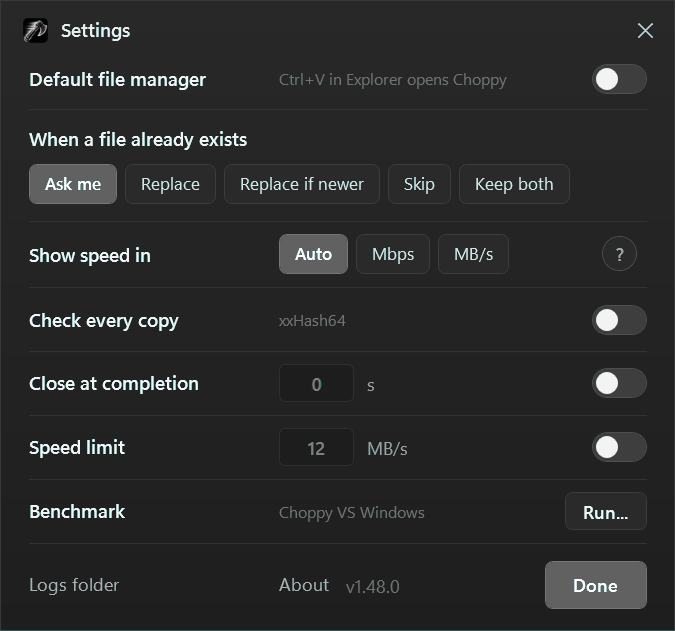 Settings
Default file manager Ctrl+V in Explorer opens Choppy
When a file already exists
Ask me Replace Replace if newer Skip Keep both
Show speed in Auto Mbps MB/s ?
Check every copy xxHash64
Close at completion 0 s
Speed limit 12 MB/s
Benchmark Choppy VS Windows Run...
Logs folder About v1.48.0 Done